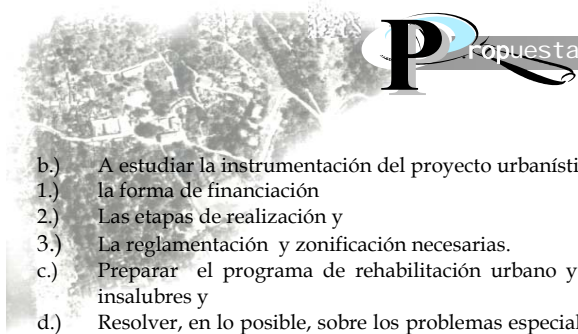 Propuesta
b.) A estudiar la instrumentación del proyecto urbanísti
1.) la forma de financiación
2.) Las etapas de realización y
3.) La reglamentación y zonificación necesarias.
c.) Preparar el programa de rehabilitación urbano y
insalubres y
d.) Resolver, en lo posible, sobre los problemas especial